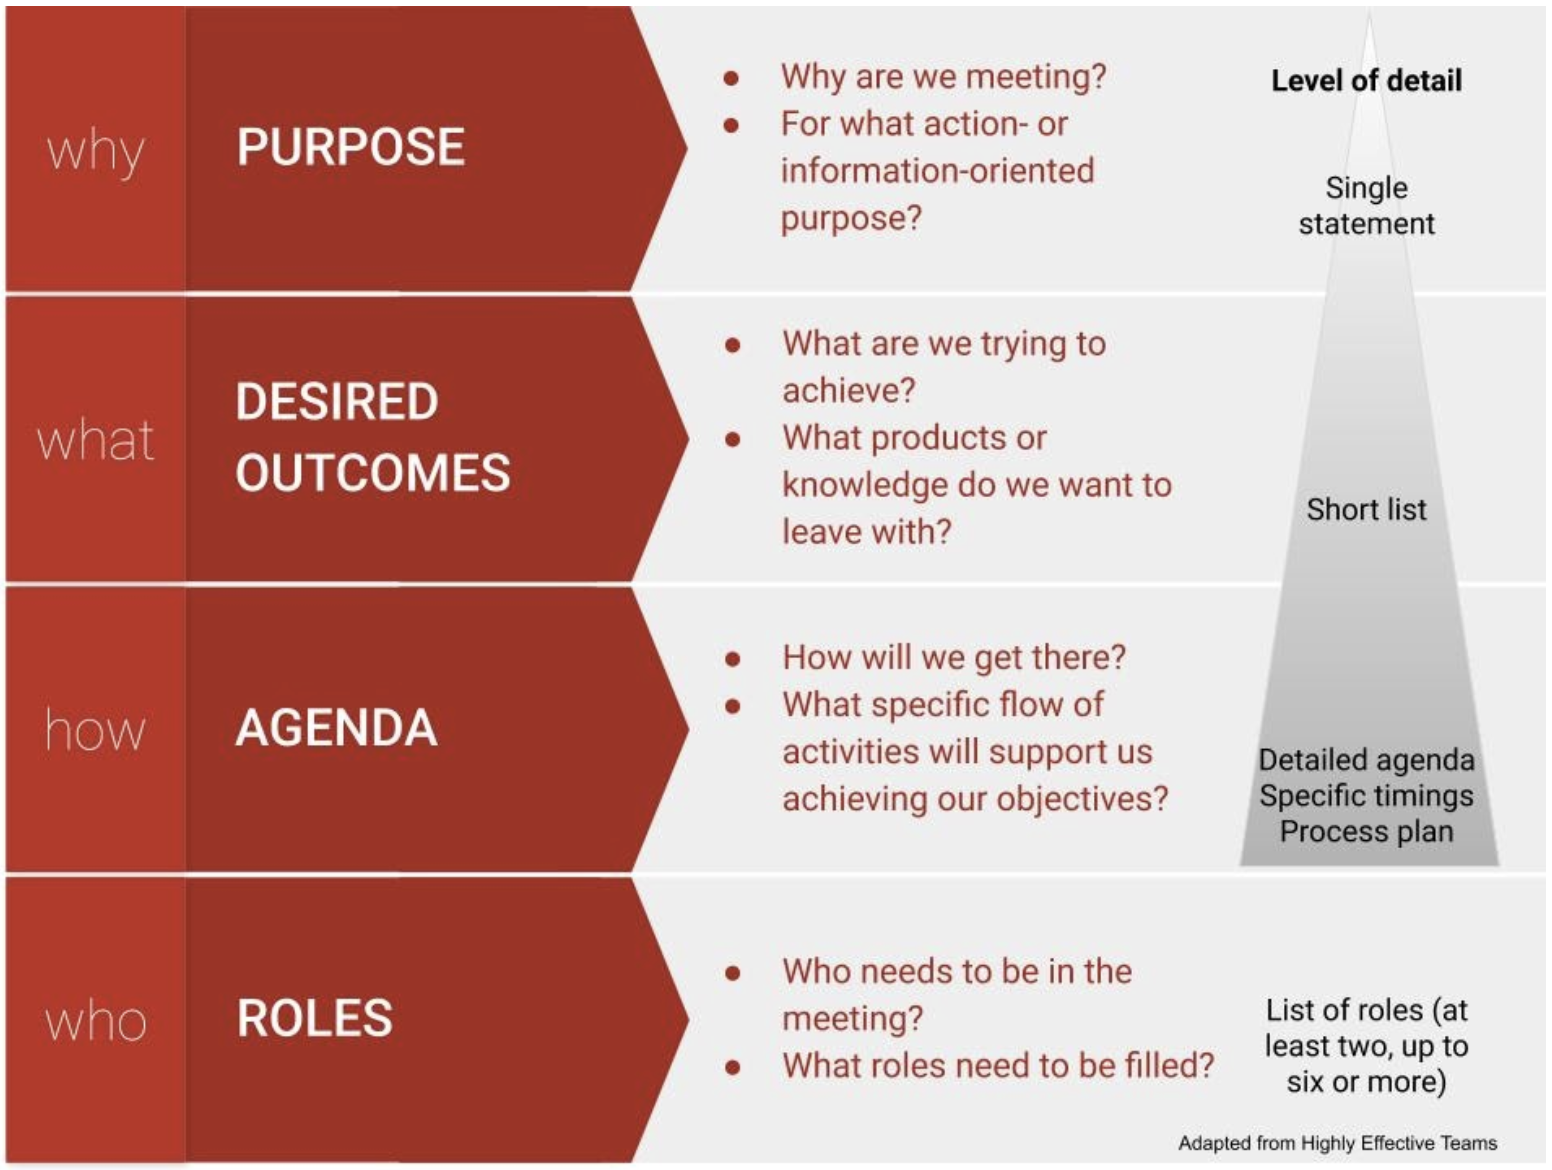 why
PURPOSE
● Why are we meeting?
● For what action- or
information-oriented
purpose?
Level of detail
Single
statement
what
DESIRED
OUTCOMES
● What are we trying to
achieve?
● What products or
knowledge do we want to
leave with?
Short list
how
AGENDA
● How will we get there?
● What specific flow of
activities will support us
achieving our objectives?
Detailed agenda
Specific timings
Process plan
who
ROLES
● Who needs to be in the
meeting?
● What roles need to be filled?
List of roles (at
least two, up to
six or more)
Adapted from Highly Effective Teams